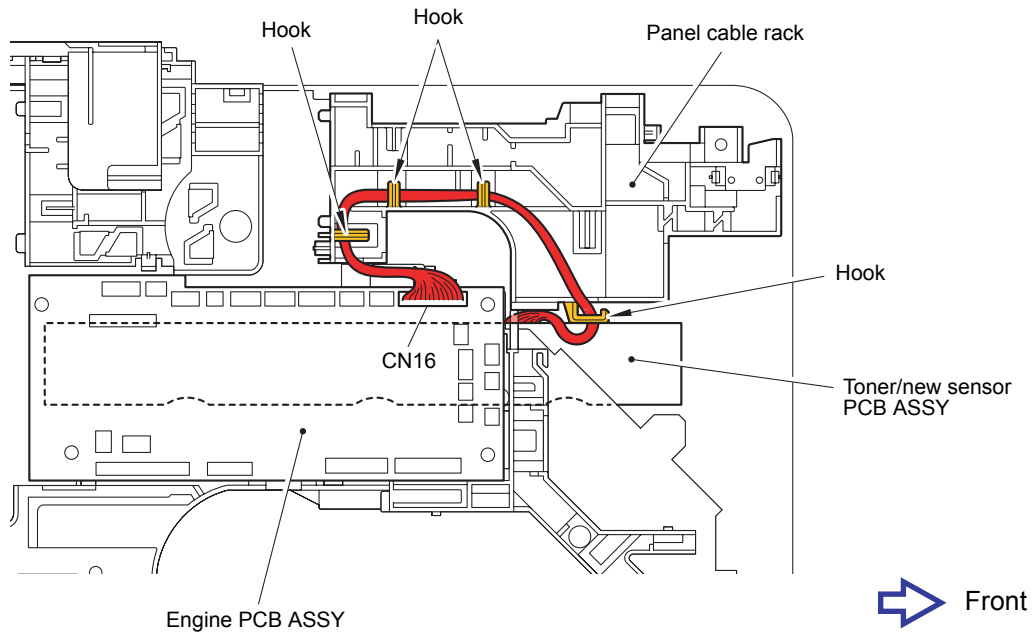 Hook
Hook
Panel cable rack
Hook
CN16
Toner/new sensor
PCB ASSY
Engine PCB ASSY
Front